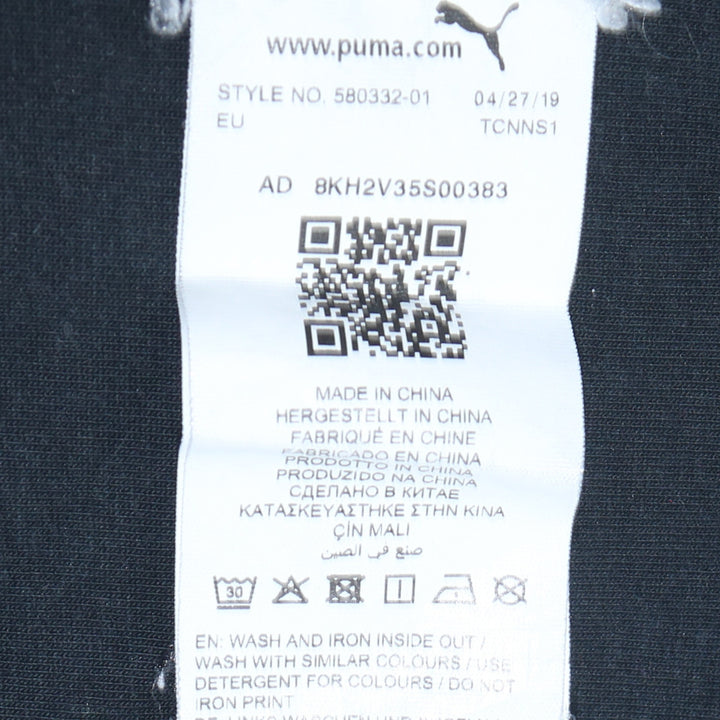 www.puma.com
STYLE NO. 580332-01 04/27/19
EU TCNNS1
AD 8KH2V35S00383
MADE IN CHINA
HERGESTELLT IN CHINA
FABRIQUÉ EN CHINE
FABRICADO EN CHINA
PRODOTTO IN CHINA
PRODUZIDO NA CHINA
СДЕЛАНО В КИТАЕ
ΚΑΤΑΣΚΕΥΑΣΤΗΚΕ ΣΤΗΝ ΚΙΝΑ
ÇİN MALI
صنع في الصين
30
EN: WASH AND IRON INSIDE OUT /
WASH WITH SIMILAR COLOURS / USE
DETERGENT FOR COLOURS / DO NOT
IRON PRINT